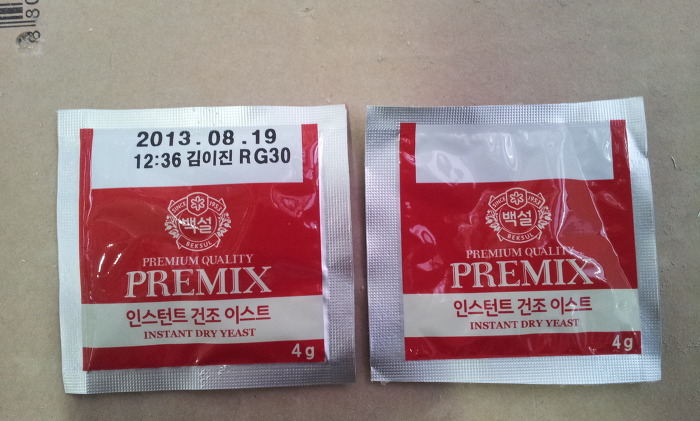 2013.08.19
12:36 김이진 RG30
SINCE 1953
백설
BEKSUL
PREMIUM QUALITY
PREMIX
인스턴트 건조 이스트
INSTANT DRY YEAST
4g
SINCE 1953
백설
BEKSUL
PREMIUM QUALITY
PREMIX
인스턴트 건조 이스트
INSTANT DRY YEAST
4g